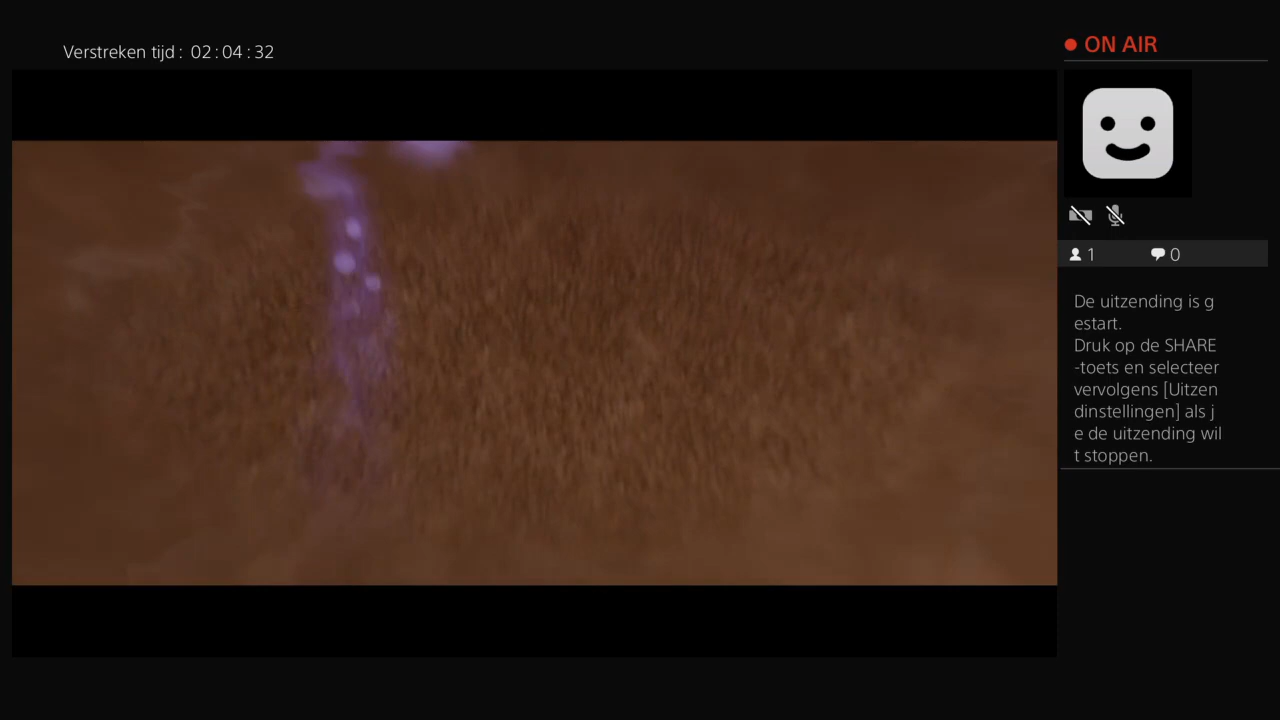 Verstreken tijd : 02 : 04 : 32
ON AIR
1
0
De uitzending is g
estart.
Druk op de SHARE
-toets en selecteer
vervolgens [Uitzen
dinstellingen] als j
e de uitzending wil
t stoppen.